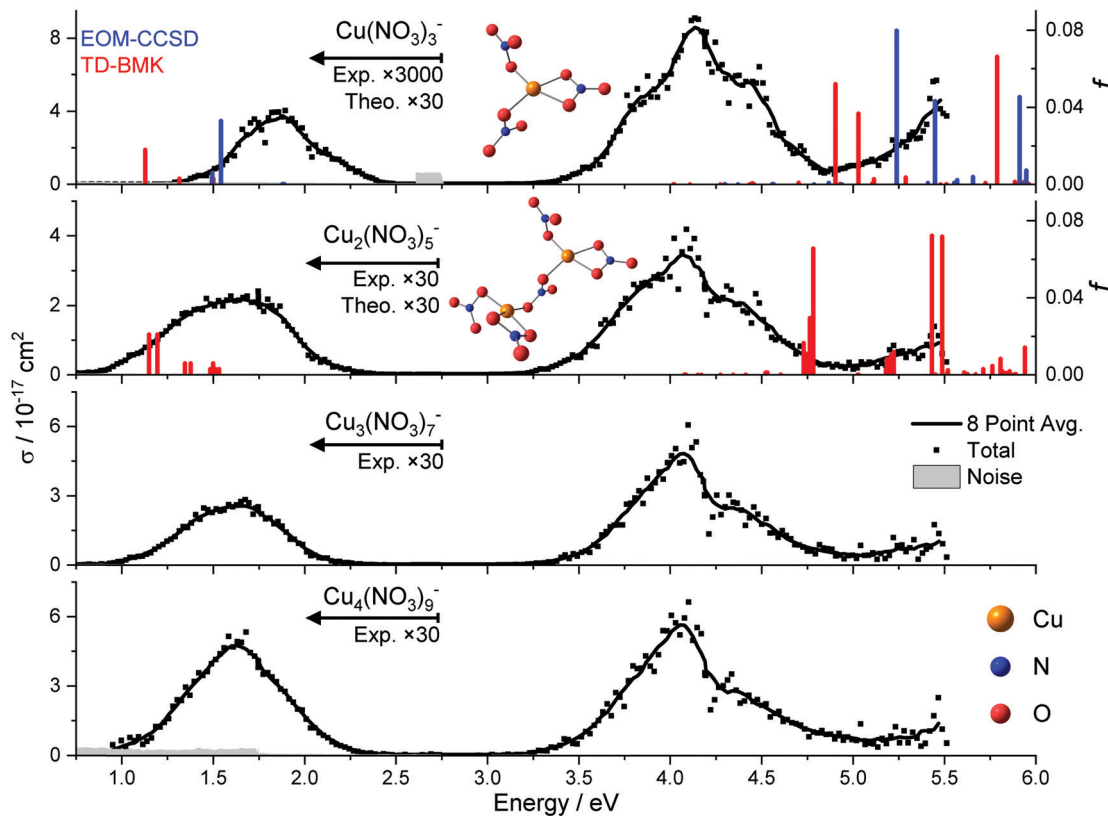 EOM-CCSD
TD-BMK
Cu(NO₃)₃⁻
Exp. ×3000
Theo. ×30
8
4
0
0.08
0.04
0.00
f
Cu₂(NO₃)₅⁻
Exp. ×30
Theo. ×30
4
2
0
0.08
0.04
0.00
f
σ / 10⁻¹⁷ cm²
Cu₃(NO₃)₇⁻
Exp. ×30
6
3
0
8 Point Avg.
Total
Noise
Cu₄(NO₃)₉⁻
Exp. ×30
6
3
0
Cu
N
O
1.0 1.5 2.0 2.5 3.0 3.5 4.0 4.5 5.0 5.5 6.0
Energy / eV